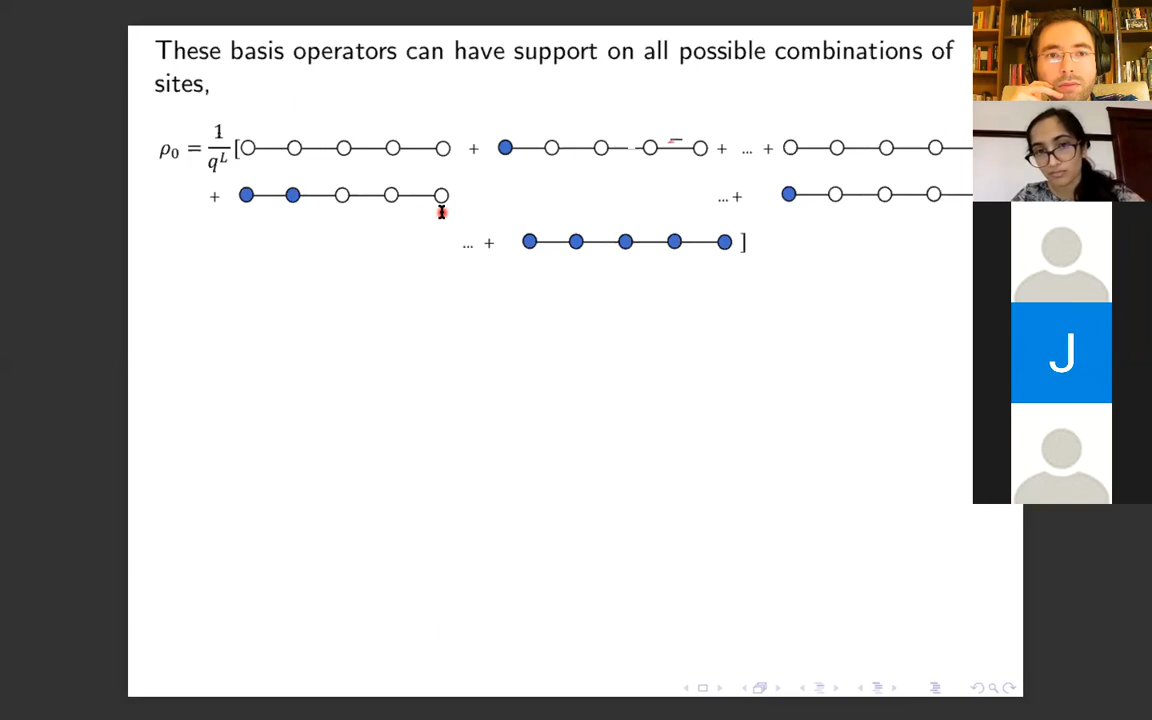 These basis operators can have support on all possible combinations of
sites,
ρ₀ = 1/q^L [ + + ... +
+ ... +
... + ]
J